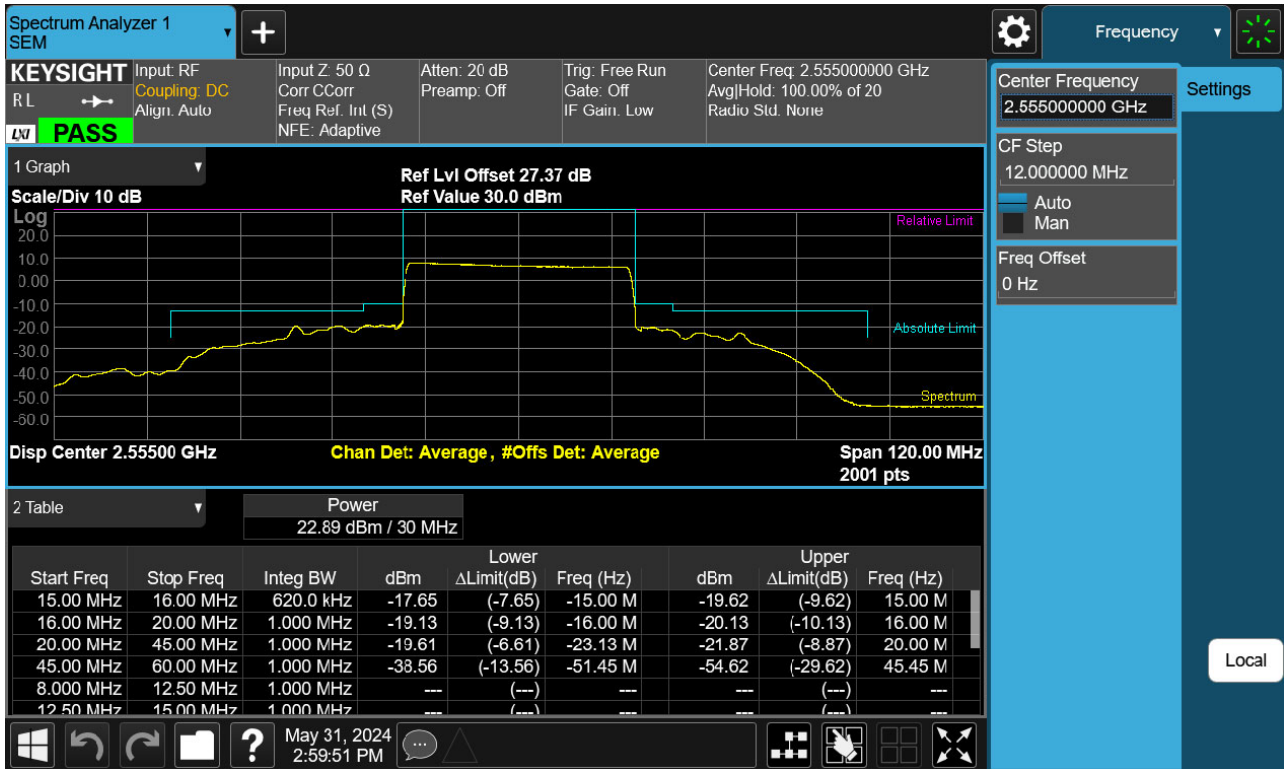 Spectrum Analyzer 1
SEM
+
Frequency
KEYSIGHT
R L
LXI
PASS
Input: RF
Coupling: DC
Align: Auto
Input Z: 50 Ω
Corr CCorr
Freq Ref: Int (S)
NFE: Adaptive
Atten: 20 dB
Preamp: Off
Trig: Free Run
Gate: Off
IF Gain: Low
Center Freq: 2.555000000 GHz
Avg|Hold: 100.00% of 20
Radio Std: None
Center Frequency
2.555000000 GHz
Settings
CF Step
12.000000 MHz
Auto
Man
Freq Offset
0 Hz
1 Graph
Scale/Div 10 dB
Ref Lvl Offset 27.37 dB
Ref Value 30.0 dBm
Log
20.0
10.0
0.00
-10.0
-20.0
-30.0
-40.0
-50.0
-60.0
Relative Limit
Absolute Limit
Spectrum
Disp Center 2.55500 GHz
Chan Det: Average, #Offs Det: Average
Span 120.00 MHz
2001 pts
2 Table
Power
22.89 dBm / 30 MHz
Lower Upper
Start Freq Stop Freq Integ BW dBm ΔLimit(dB) Freq (Hz) dBm ΔLimit(dB) Freq (Hz)
15.00 MHz 16.00 MHz 620.0 kHz -17.65 (-7.65) -15.00 M -19.62 (-9.62) 15.00 M
16.00 MHz 20.00 MHz 1.000 MHz -19.13 (-9.13) -16.00 M -20.13 (-10.13) 16.00 M
20.00 MHz 45.00 MHz 1.000 MHz -19.61 (-6.61) -23.13 M -21.87 (-8.87) 20.00 M
45.00 MHz 60.00 MHz 1.000 MHz -38.56 (-13.56) -51.45 M -54.62 (-29.62) 45.45 M
8.000 MHz 12.50 MHz 1.000 MHz --- (---) --- --- (---) ---
12.50 MHz 15.00 MHz 1.000 MHz --- (---) --- --- (---) ---
Local
?
May 31, 2024
2:59:51 PM